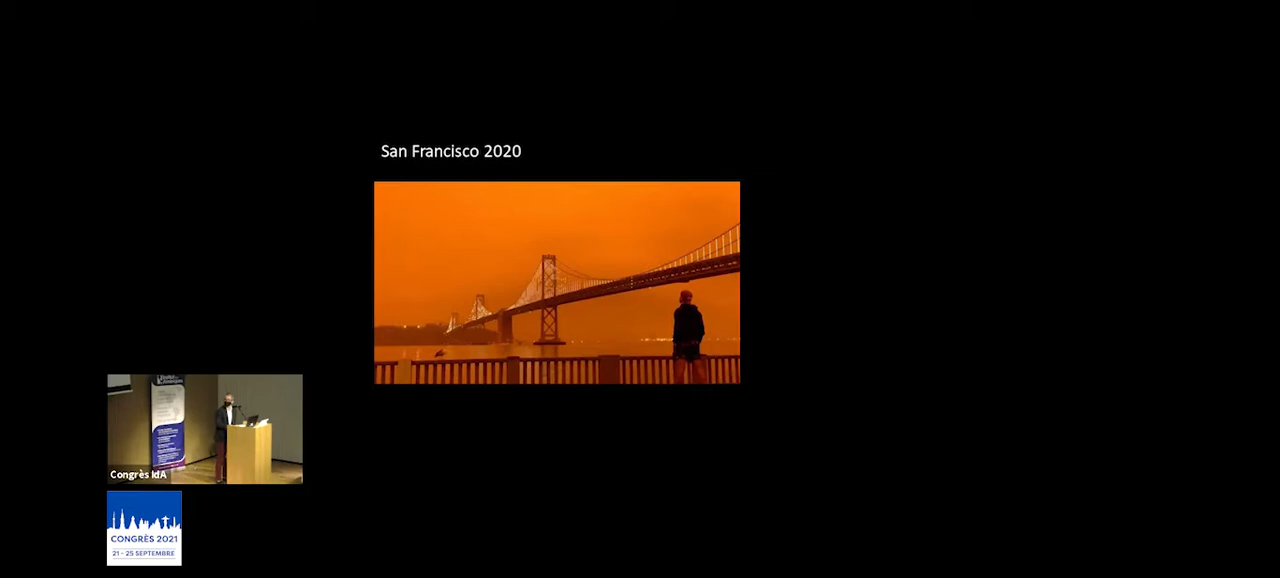 San Francisco 2020
Congrès IdA
CONGRÈS 2021
21 - 25 SEPTEMBRE